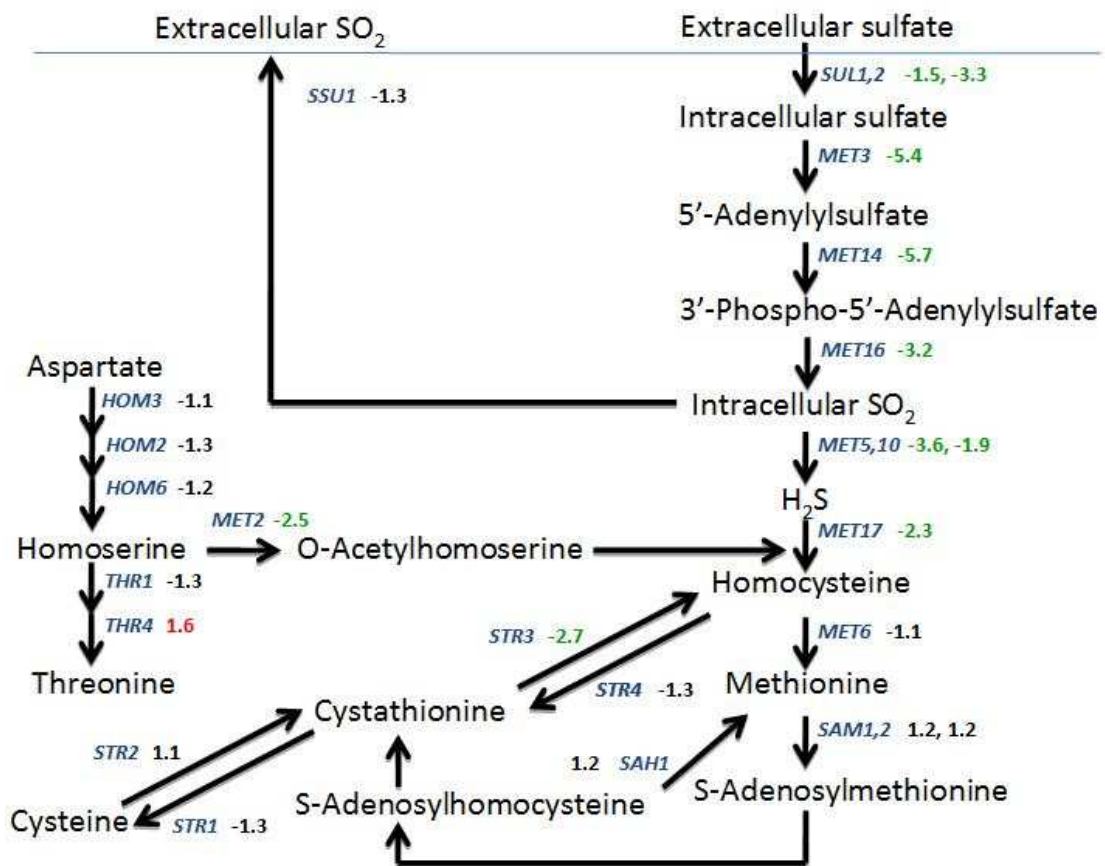 Extracellular SO2
Extracellular sulfate
SSU1 -1.3
SUL1,2 -1.5, -3.3
Intracellular sulfate
MET3 -5.4
5’-Adenylylsulfate
MET14 -5.7
3’-Phospho-5’-Adenylylsulfate
MET16 -3.2
Aspartate
HOM3 -1.1
Intracellular SO2
HOM2 -1.3
MET5,10 -3.6, -1.9
HOM6 -1.2
H2S
MET2 -2.5
MET17 -2.3
Homoserine
O-Acetylhomoserine
THR1 -1.3
Homocysteine
THR4 1.6
STR3 -2.7
MET6 -1.1
Threonine
STR4 -1.3
Methionine
Cystathionine
SAM1,2 1.2, 1.2
STR2 1.1
1.2 SAH1
S-Adenosylhomocysteine
S-Adenosylmethionine
Cysteine
STR1 -1.3